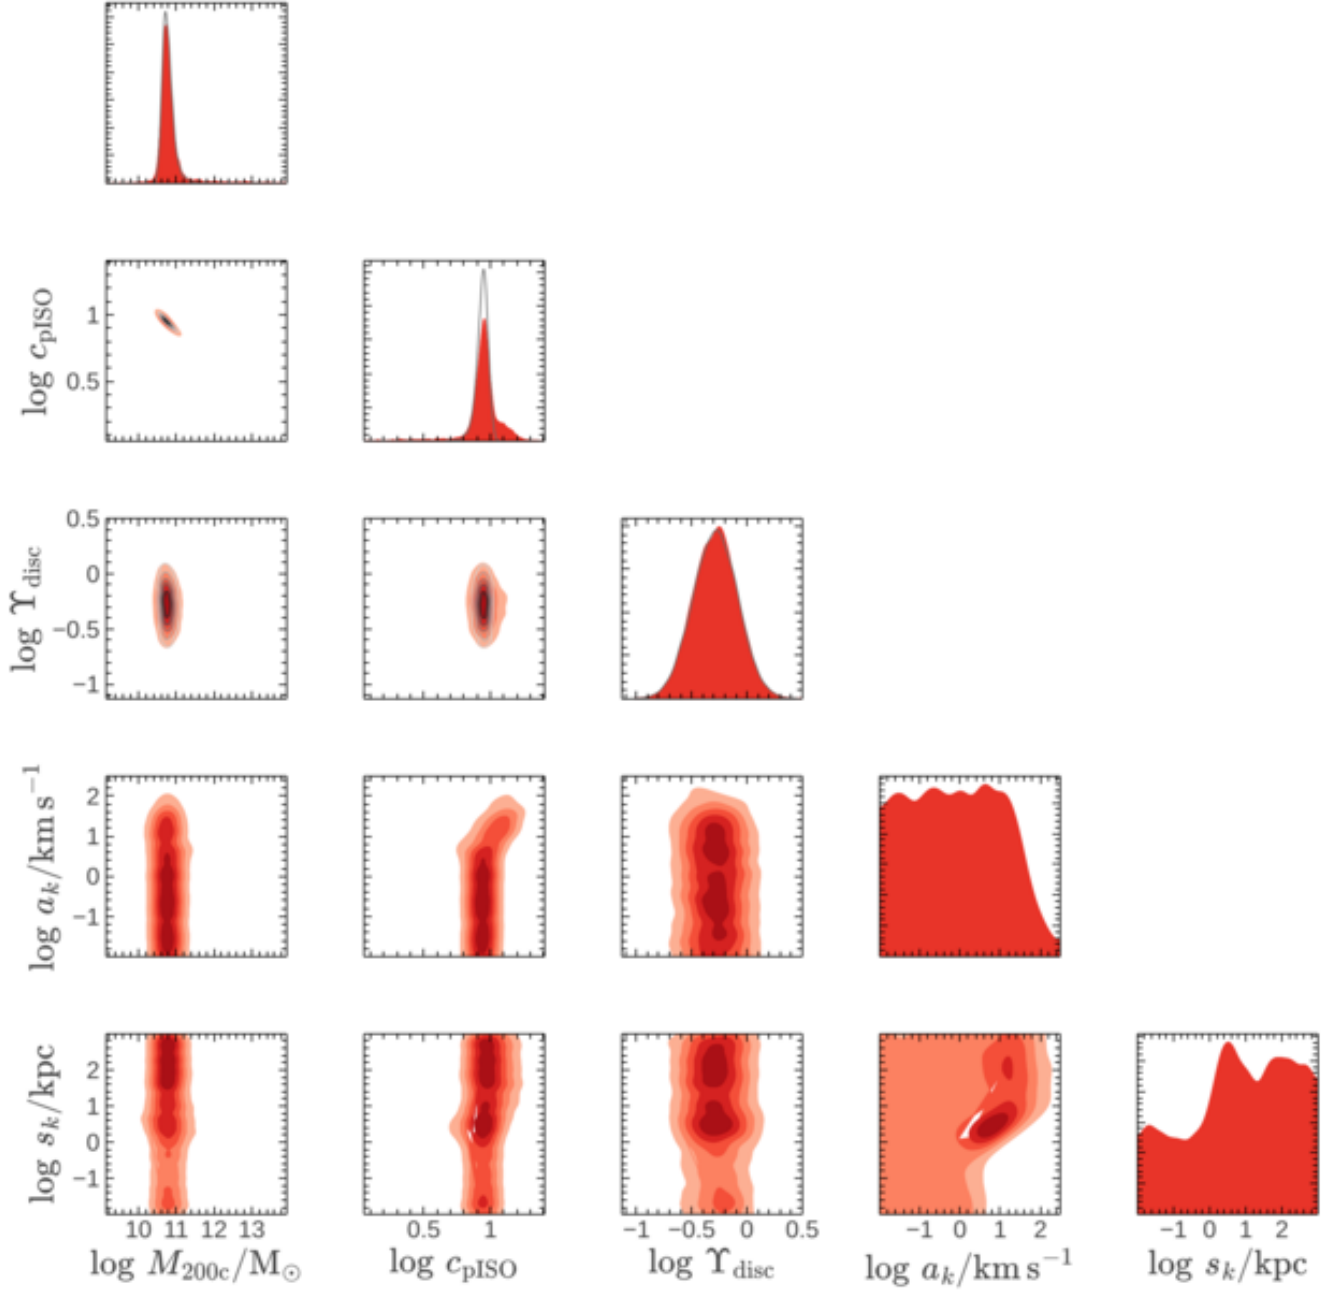 log c_pISO
1
0.5
log ϒ_disc
0.5
0
−0.5
−1
log a_k/km s⁻¹
2
1
0
−1
log s_k/kpc
2
1
0
−1
10 11 12 13 0.5 1 −1 −0.5 0 0.5 −1 0 1 2 −1 0 1 2
log M_200c/M_⊙ log c_pISO log ϒ_disc log a_k/km s⁻¹ log s_k/kpc